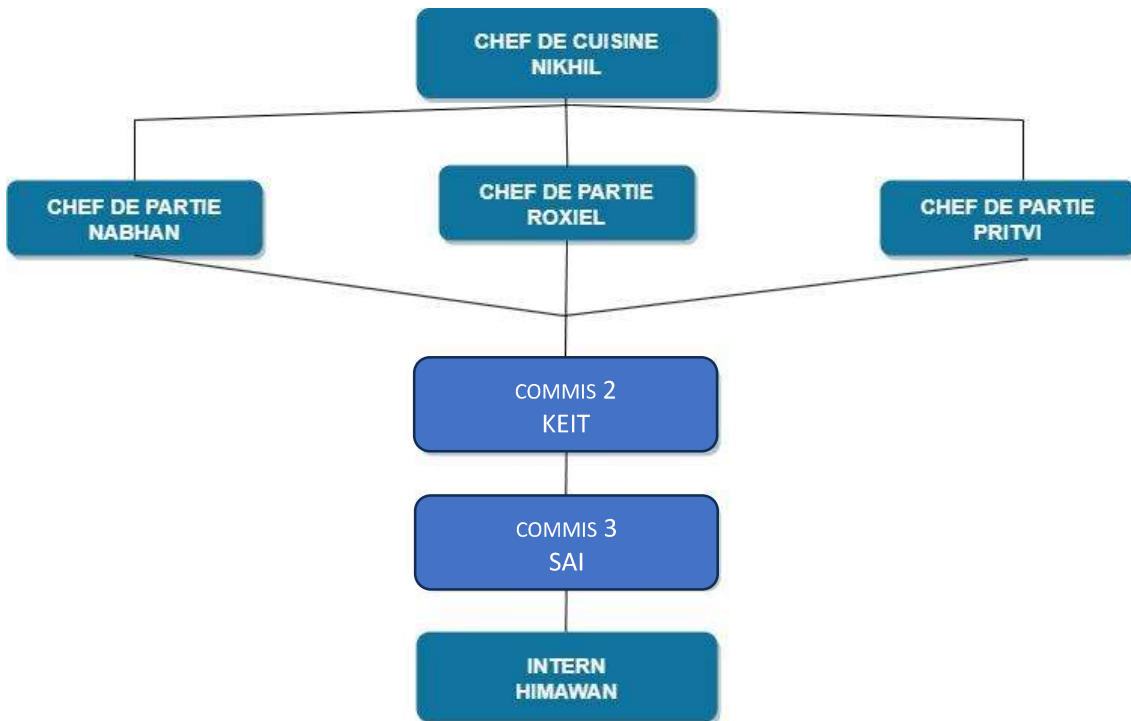 CHEF DE CUISINE
NIKHIL
CHEF DE PARTIE
NABHAN
CHEF DE PARTIE
ROXIEL
CHEF DE PARTIE
PRITVI
COMMIS 2
KEIT
COMMIS 3
SAI
INTERN
HIMAWAN